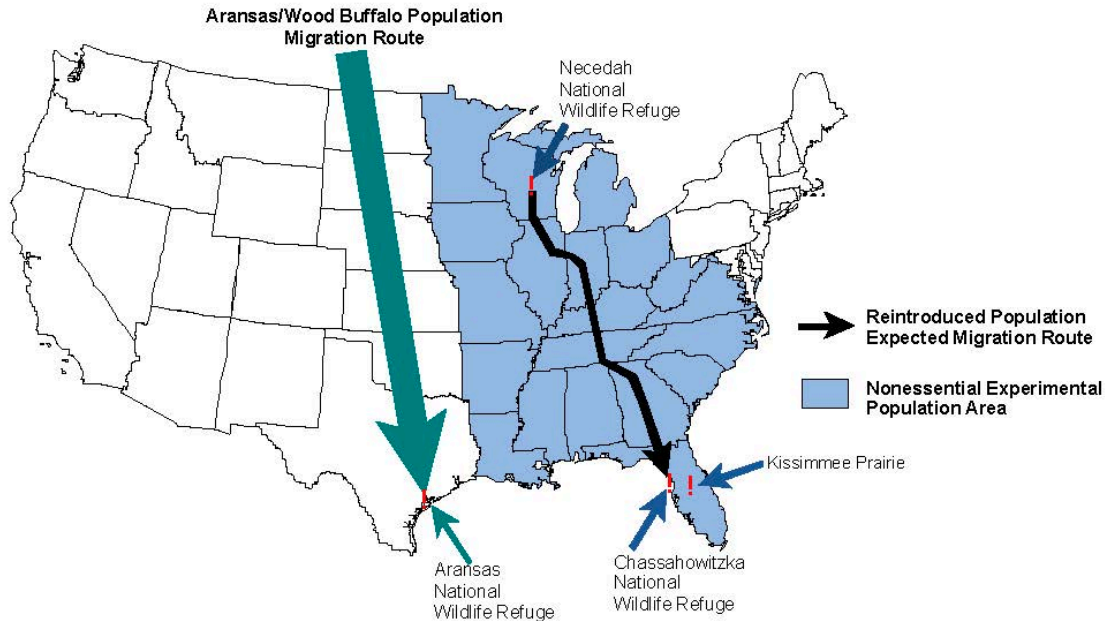 Aransas/Wood Buffalo Population
Migration Route
Necedah
National
Wildlife Refuge
Reintroduced Population
Expected Migration Route
Nonessential Experimental
Population Area
Kissimmee Prairie
Aransas
National
Wildlife Refuge
Chassahowitzka
National
Wildlife Refuge